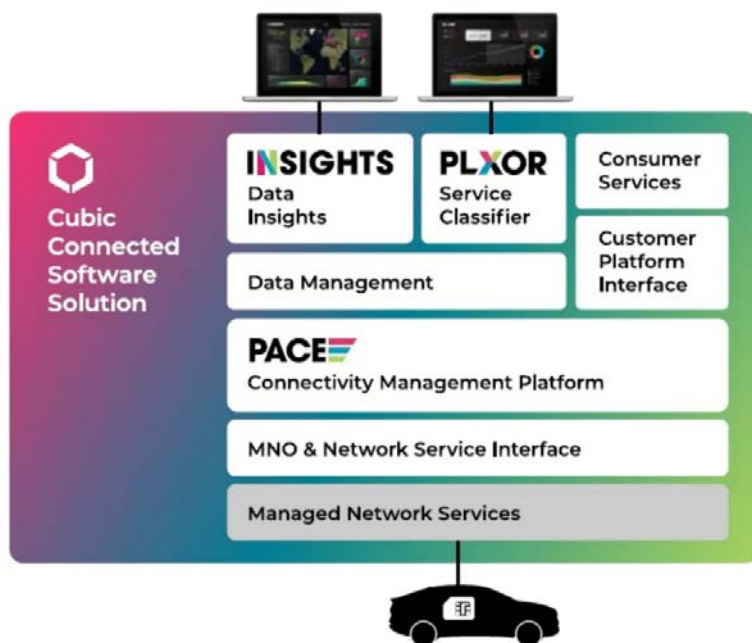 INSIGHTS
Data
Insights
PLXOR
Service
Classifier
Consumer
Services
Cubic
Connected
Software
Solution
Customer
Platform
Interface
Data Management
PACE
Connectivity Management Platform
MNO & Network Service Interface
Managed Network Services